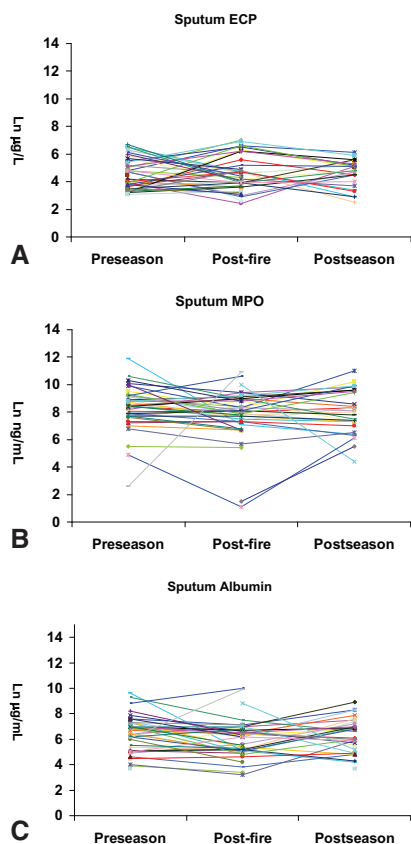 Sputum ECP
14
12
10
8
6
4
2
0
Ln µg/L
Preseason Post-fire Postseason
A
Sputum MPO
14
12
10
8
6
4
2
0
Ln ng/mL
Preseason Post-fire Postseason
B
Sputum Albumin
14
12
10
8
6
4
2
0
Ln µg/mL
Preseason Post-fire Postseason
C